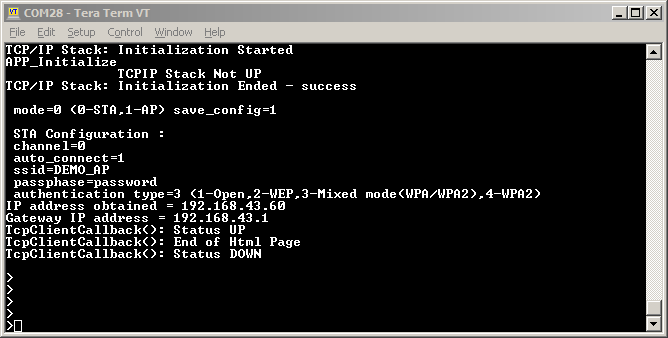 COM28 - Tera Term VT
File Edit Setup Control Window Help
TCP/IP Stack: Initialization Started
APP_Initialize
TCPIP Stack Not UP
TCP/IP Stack: Initialization Ended - success
mode=0 (0-STA,1-AP) save_config=1
STA Configuration :
channel=0
auto_connect=1
ssid=DEMO_AP
passphase=password
authentication type=3 (1-Open,2-WEP,3-Mixed mode(WPA/WPA2),4-WPA2)
IP address obtained = 192.168.43.60
Gateway IP address = 192.168.43.1
TcpClientCallback(): Status UP
TcpClientCallback(): End of Html Page
TcpClientCallback(): Status DOWN
>
>
>
>
>